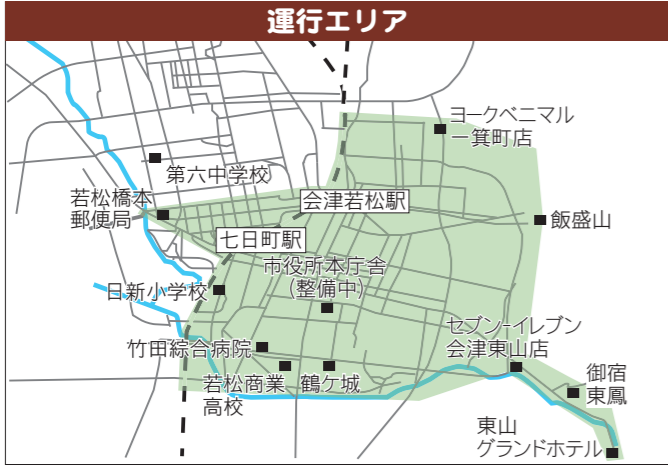 運行エリア
ヨークベニマル
一箕町店
第六中学校
若松橋本
郵便局
会津若松駅
飯盛山
七日町駅
市役所本庁舎
(整備中)
日新小学校
セブン-イレブン
会津東山店
竹田綜合病院
若松商業
高校
鶴ケ城
御宿
東鳳
東山
グランドホテル